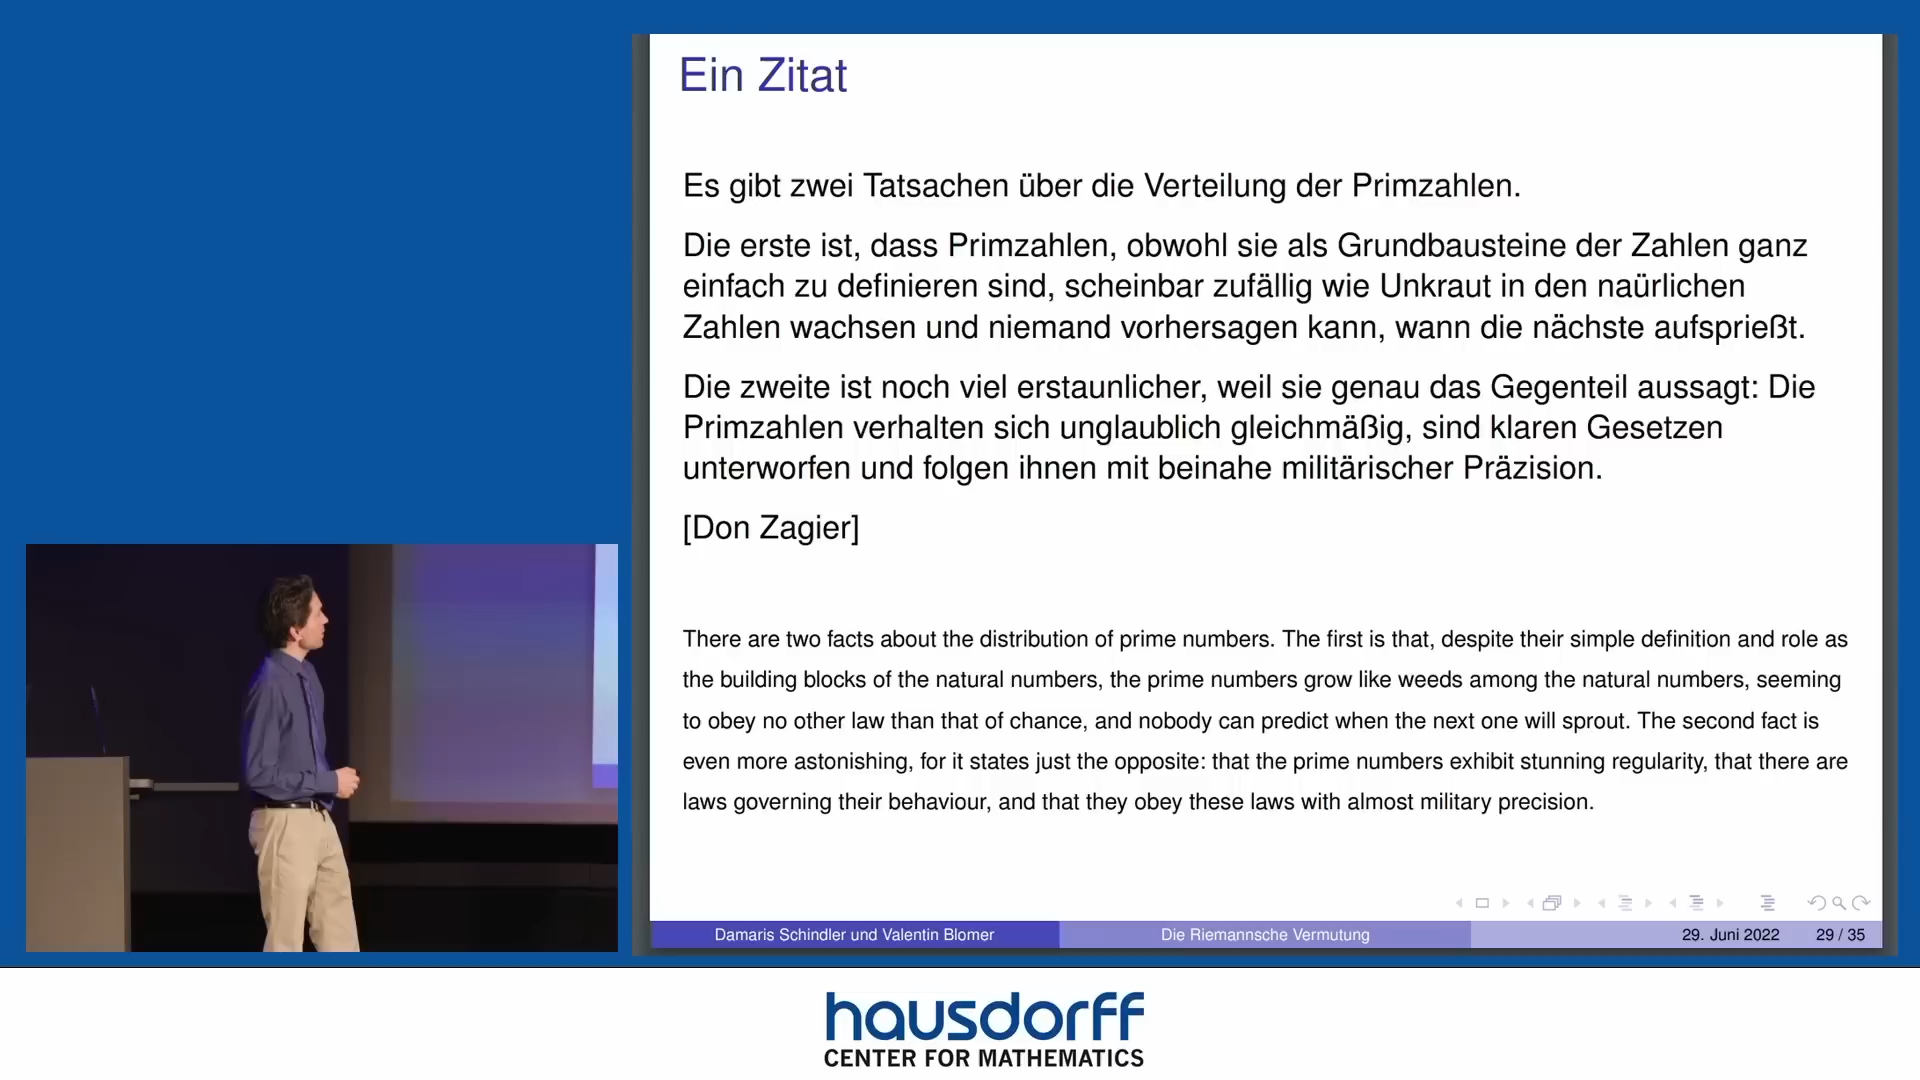 Ein Zitat
Es gibt zwei Tatsachen über die Verteilung der Primzahlen.
Die erste ist, dass Primzahlen, obwohl sie als Grundbausteine der Zahlen ganz
einfach zu definieren sind, scheinbar zufällig wie Unkraut in den naürlichen
Zahlen wachsen und niemand vorhersagen kann, wann die nächste aufsprießt.
Die zweite ist noch viel erstaunlicher, weil sie genau das Gegenteil aussagt: Die
Primzahlen verhalten sich unglaublich gleichmäßig, sind klaren Gesetzen
unterworfen und folgen ihnen mit beinahe militärischer Präzision.
[Don Zagier]
There are two facts about the distribution of prime numbers. The first is that, despite their simple definition and role as
the building blocks of the natural numbers, the prime numbers grow like weeds among the natural numbers, seeming
to obey no other law than that of chance, and nobody can predict when the next one will sprout. The second fact is
even more astonishing, for it states just the opposite: that the prime numbers exhibit stunning regularity, that there are
laws governing their behaviour, and that they obey these laws with almost military precision.
Damaris Schindler und Valentin Blomer Die Riemannsche Vermutung 29. Juni 2022 29 / 35
hausdorff
CENTER FOR MATHEMATICS